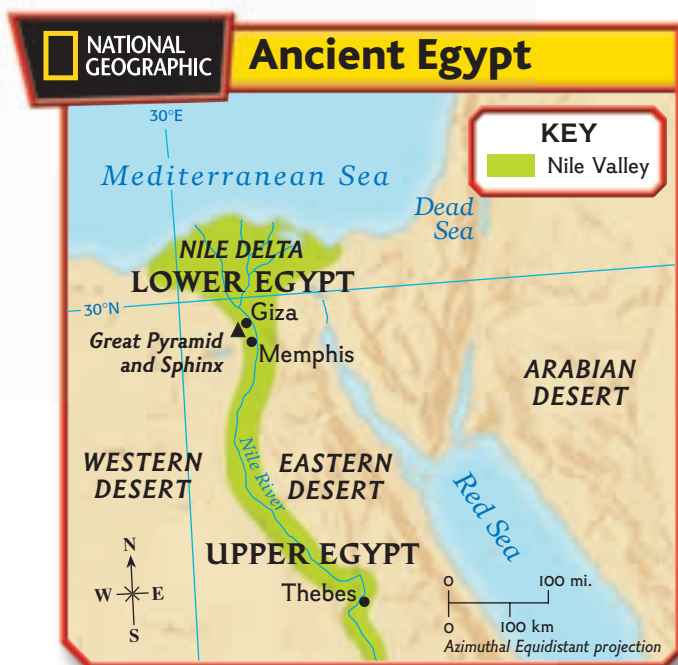 NATIONAL
GEOGRAPHIC
Ancient Egypt
30°E
KEY
Nile Valley
Mediterranean Sea
Dead
Sea
NILE DELTA
LOWER EGYPT
30°N
Giza
Great Pyramid
and Sphinx
Memphis
ARABIAN
DESERT
WESTERN
DESERT
Nile River
EASTERN
DESERT
Red Sea
UPPER EGYPT
Thebes
N
W E
S
0 100 mi.
0 100 km
Azimuthal Equidistant projection